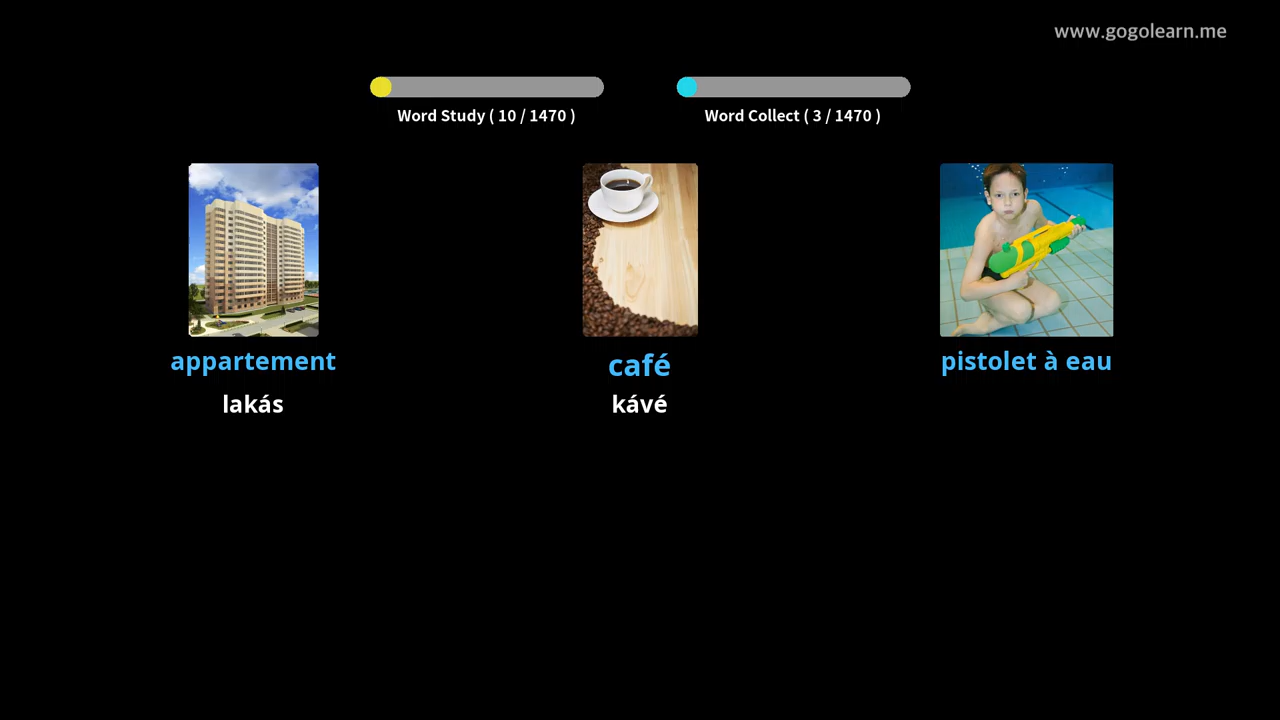 www.gogolearn.me
Word Study ( 10 / 1470 )
Word Collect ( 3 / 1470 )
appartement
lakás
café
kávé
pistolet à eau